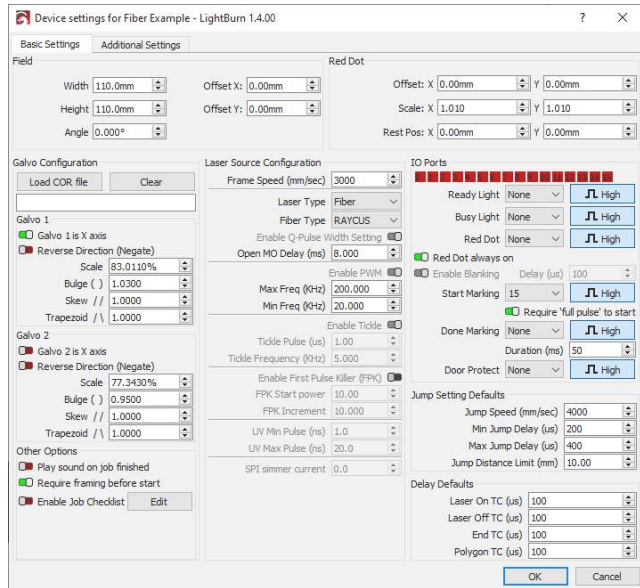 Device settings for Fiber Example - LightBurn 1.4.00
? X
Basic Settings Additional Settings
Field
Width 110.0mm Offset X: 0.00mm
Height 110.0mm Offset Y: 0.00mm
Angle 0.000°
Red Dot
Offset: X 0.00mm Y 0.00mm
Scale: X 1.010 Y 1.010
Rest Pos: X 0.00mm Y 0.00mm
Galvo Configuration
Load COR file Clear
Galvo 1
Galvo 1 is X axis
Reverse Direction (Negate)
Scale 83.0110%
Bulge ( ) 1.0300
Skew / / 1.0000
Trapezoid / \ 1.0000
Galvo 2
Galvo 2 is X axis
Reverse Direction (Negate)
Scale 77.3430%
Bulge ( ) 0.9500
Skew / / 1.0000
Trapezoid / \ 1.0000
Other Options
Play sound on job finished
Require framing before start
Enable Job Checklist Edit
Laser Source Configuration
Frame Speed (mm/sec) 3000
Laser Type Fiber
Fiber Type RAYCUS
Enable Q-Pulse Width Setting
Open MO Delay (ms) 8.000
Enable PWM
Max Freq (KHz) 200.000
Min Freq (KHz) 20.000
Enable Tickle
Tickle Pulse (us) 1.00
Tickle Frequency (KHz) 5.000
Enable First Pulse Killer (FPK)
FPK Start power 10.00
FPK Increment 10.000
UV Min Pulse (ns) 1.0
UV Max Pulse (ns) 20.0
SPI simmer current 0.0
IO Ports
Ready Light None High
Busy Light None High
Red Dot None High
Red Dot always on
Enable Blanking Delay (us) 100
Start Marking 15 High
Require 'full pulse' to start
Done Marking None High
Duration (ms) 50
Door Protect None High
Jump Setting Defaults
Jump Speed (mm/sec) 4000
Min Jump Delay (us) 200
Max Jump Delay (us) 400
Jump Distance Limit (mm) 10.00
Delay Defaults
Laser On TC (us) 100
Laser Off TC (us) 100
End TC (us) 100
Polygon TC (us) 100
OK Cancel